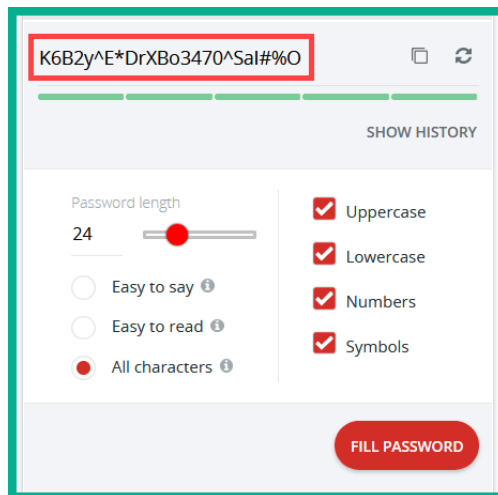 K6B2y^E*DrXBo3470^Sal#%O
SHOW HISTORY
Password length
24
Easy to say
Easy to read
All characters
Uppercase
Lowercase
Numbers
Symbols
FILL PASSWORD